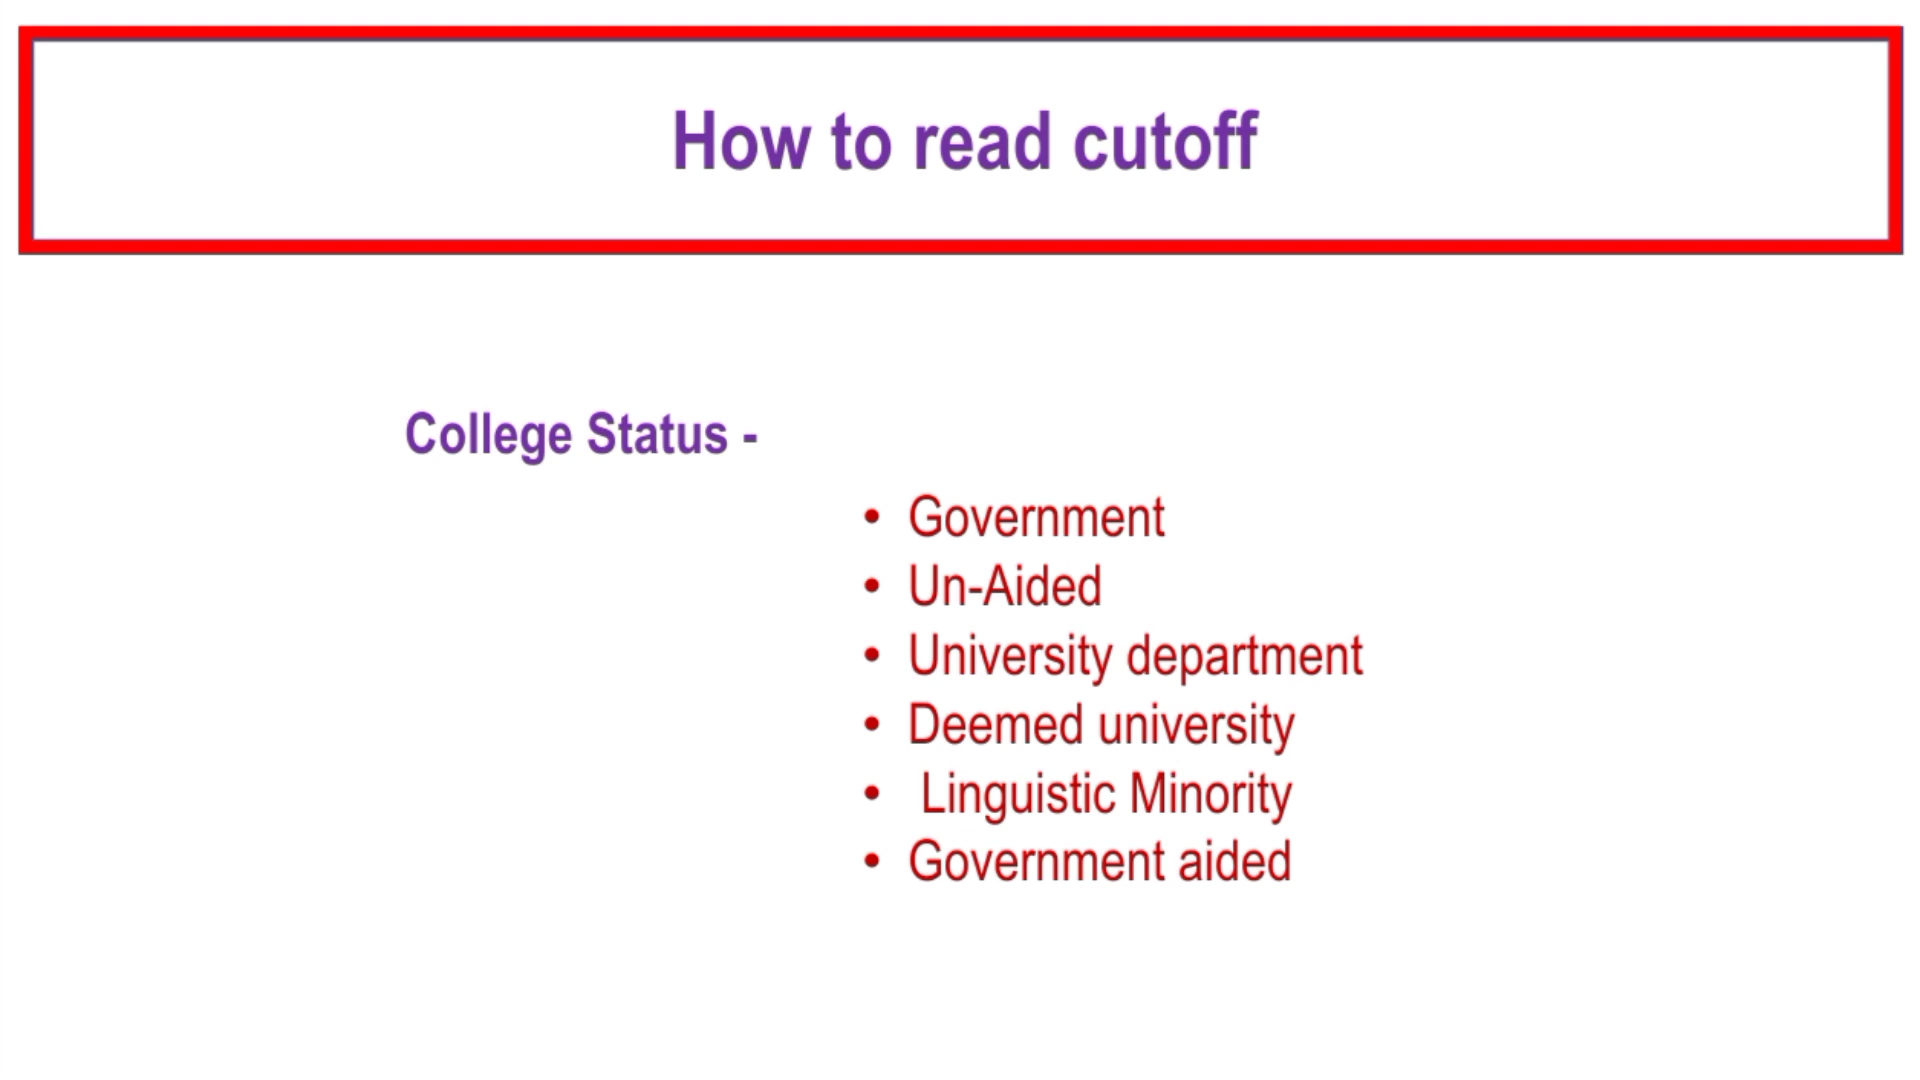 How to read cutoff
College Status -
• Government
• Un-Aided
• University department
• Deemed university
• Linguistic Minority
• Government aided